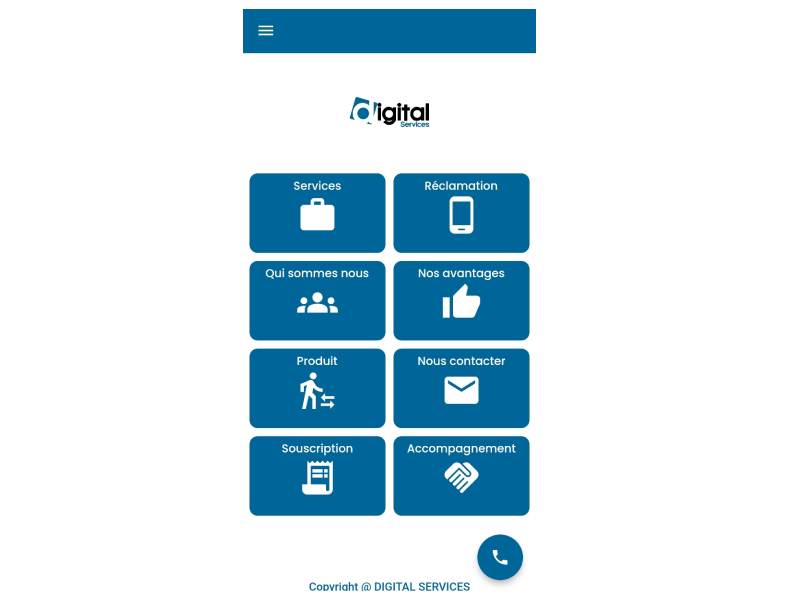 digital
Services
Services
Réclamation
Qui sommes nous
Nos avantages
Produit
Nous contacter
Souscription
Accompagnement
Copyright @ DIGITAL SERVICES